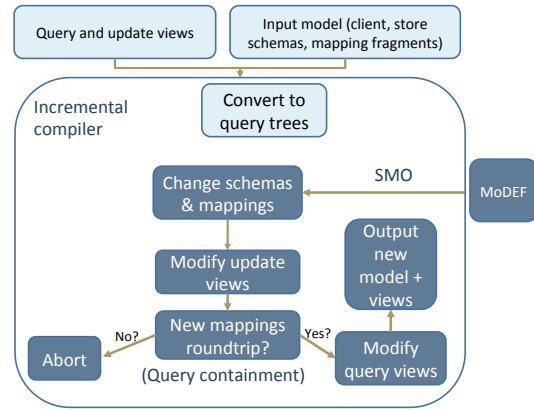 Query and update views
Input model (client, store
schemas, mapping fragments)
Incremental
compiler
Convert to
query trees
SMO
MoDEF
Change schemas
& mappings
Output
new
model +
views
Modify update
views
New mappings
roundtrip?
No?
Yes?
Abort
(Query containment)
Modify
query views